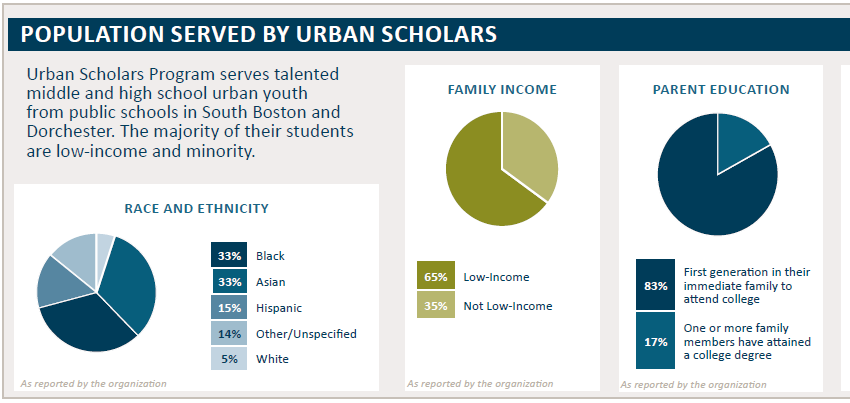 POPULATION SERVED BY URBAN SCHOLARS
Urban Scholars Program serves talented
middle and high school urban youth
from public schools in South Boston and
Dorchester. The majority of their students
are low-income and minority.
RACE AND ETHNICITY
33% Black
33% Asian
15% Hispanic
14% Other/Unspecified
5% White
As reported by the organization
FAMILY INCOME
65% Low-Income
35% Not Low-Income
As reported by the organization
PARENT EDUCATION
83% First generation in their
immediate family to
attend college
17% One or more family
members have attained
a college degree
As reported by the organization